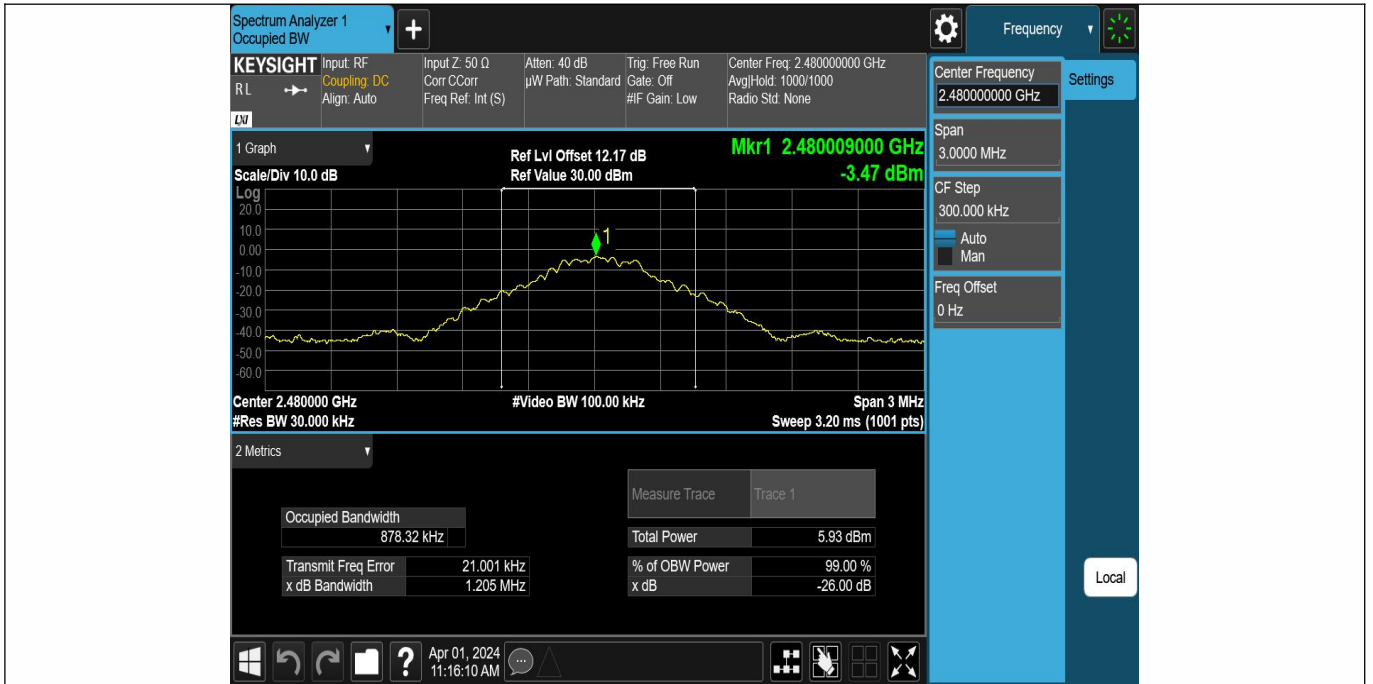 Spectrum Analyzer 1
Occupied BW
Frequency
KEYSIGHT
RL
LXI
Input: RF
Coupling: DC
Align: Auto
Input Z: 50 Ω
Corr CCorr
Freq Ref: Int (S)
Atten: 40 dB
µW Path: Standard
Trig: Free Run
Gate: Off
#IF Gain: Low
Center Freq: 2.480000000 GHz
Avg|Hold: 1000/1000
Radio Std: None
Center Frequency
2.480000000 GHz
Settings
Span
3.0000 MHz
CF Step
300.000 kHz
Auto
Man
Freq Offset
0 Hz
Local
1 Graph
Scale/Div 10.0 dB
Ref Lvl Offset 12.17 dB
Ref Value 30.00 dBm
Mkr1 2.480009000 GHz
-3.47 dBm
Log
20.0
10.0
0.00
-10.0
-20.0
-30.0
-40.0
-50.0
-60.0
1
Center 2.480000 GHz
#Res BW 30.000 kHz
#Video BW 100.00 kHz
Span 3 MHz
Sweep 3.20 ms (1001 pts)
2 Metrics
Measure Trace Trace 1
Occupied Bandwidth
878.32 kHz
Total Power 5.93 dBm
Transmit Freq Error 21.001 kHz
% of OBW Power 99.00 %
x dB Bandwidth 1.205 MHz
x dB -26.00 dB
?
Apr 01, 2024
11:16:10 AM